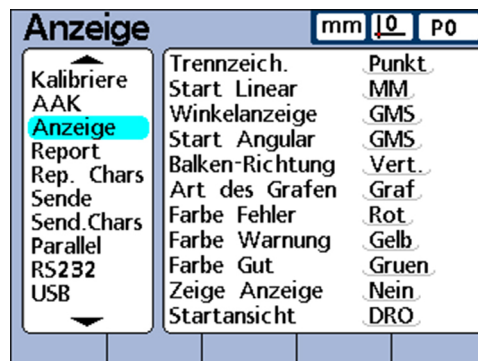 Anzeige
mm 0 P0
Kalibriere
AAK
Anzeige
Report
Rep. Chars
Sende
Send.Chars
Parallel
RS232
USB
Trennzeich. Punkt
Start Linear MM
Winkelanzeige GMS
Start Angular GMS
Balken-Richtung Vert.
Art des Grafen Graf
Farbe Fehler Rot
Farbe Warnung Gelb
Farbe Gut Gruen
Zeige Anzeige Nein
Startansicht DRO